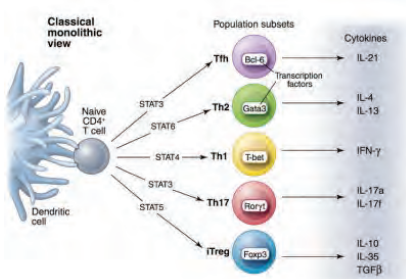 Classical
monolithic
view
Population subsets
Cytokines
Tfh
Bcl-6
IL-21
Transcription
factors
STAT3
Th2
Gata3
IL-4
IL-13
STAT6
Naive
CD4+
T cell
STAT4
Th1
T-bet
IFN-γ
STAT3
Th17
Rorγt
IL-17a
IL-17f
STAT5
Dendritic
cell
iTreg
Foxp3
IL-10
IL-35
TGFβ